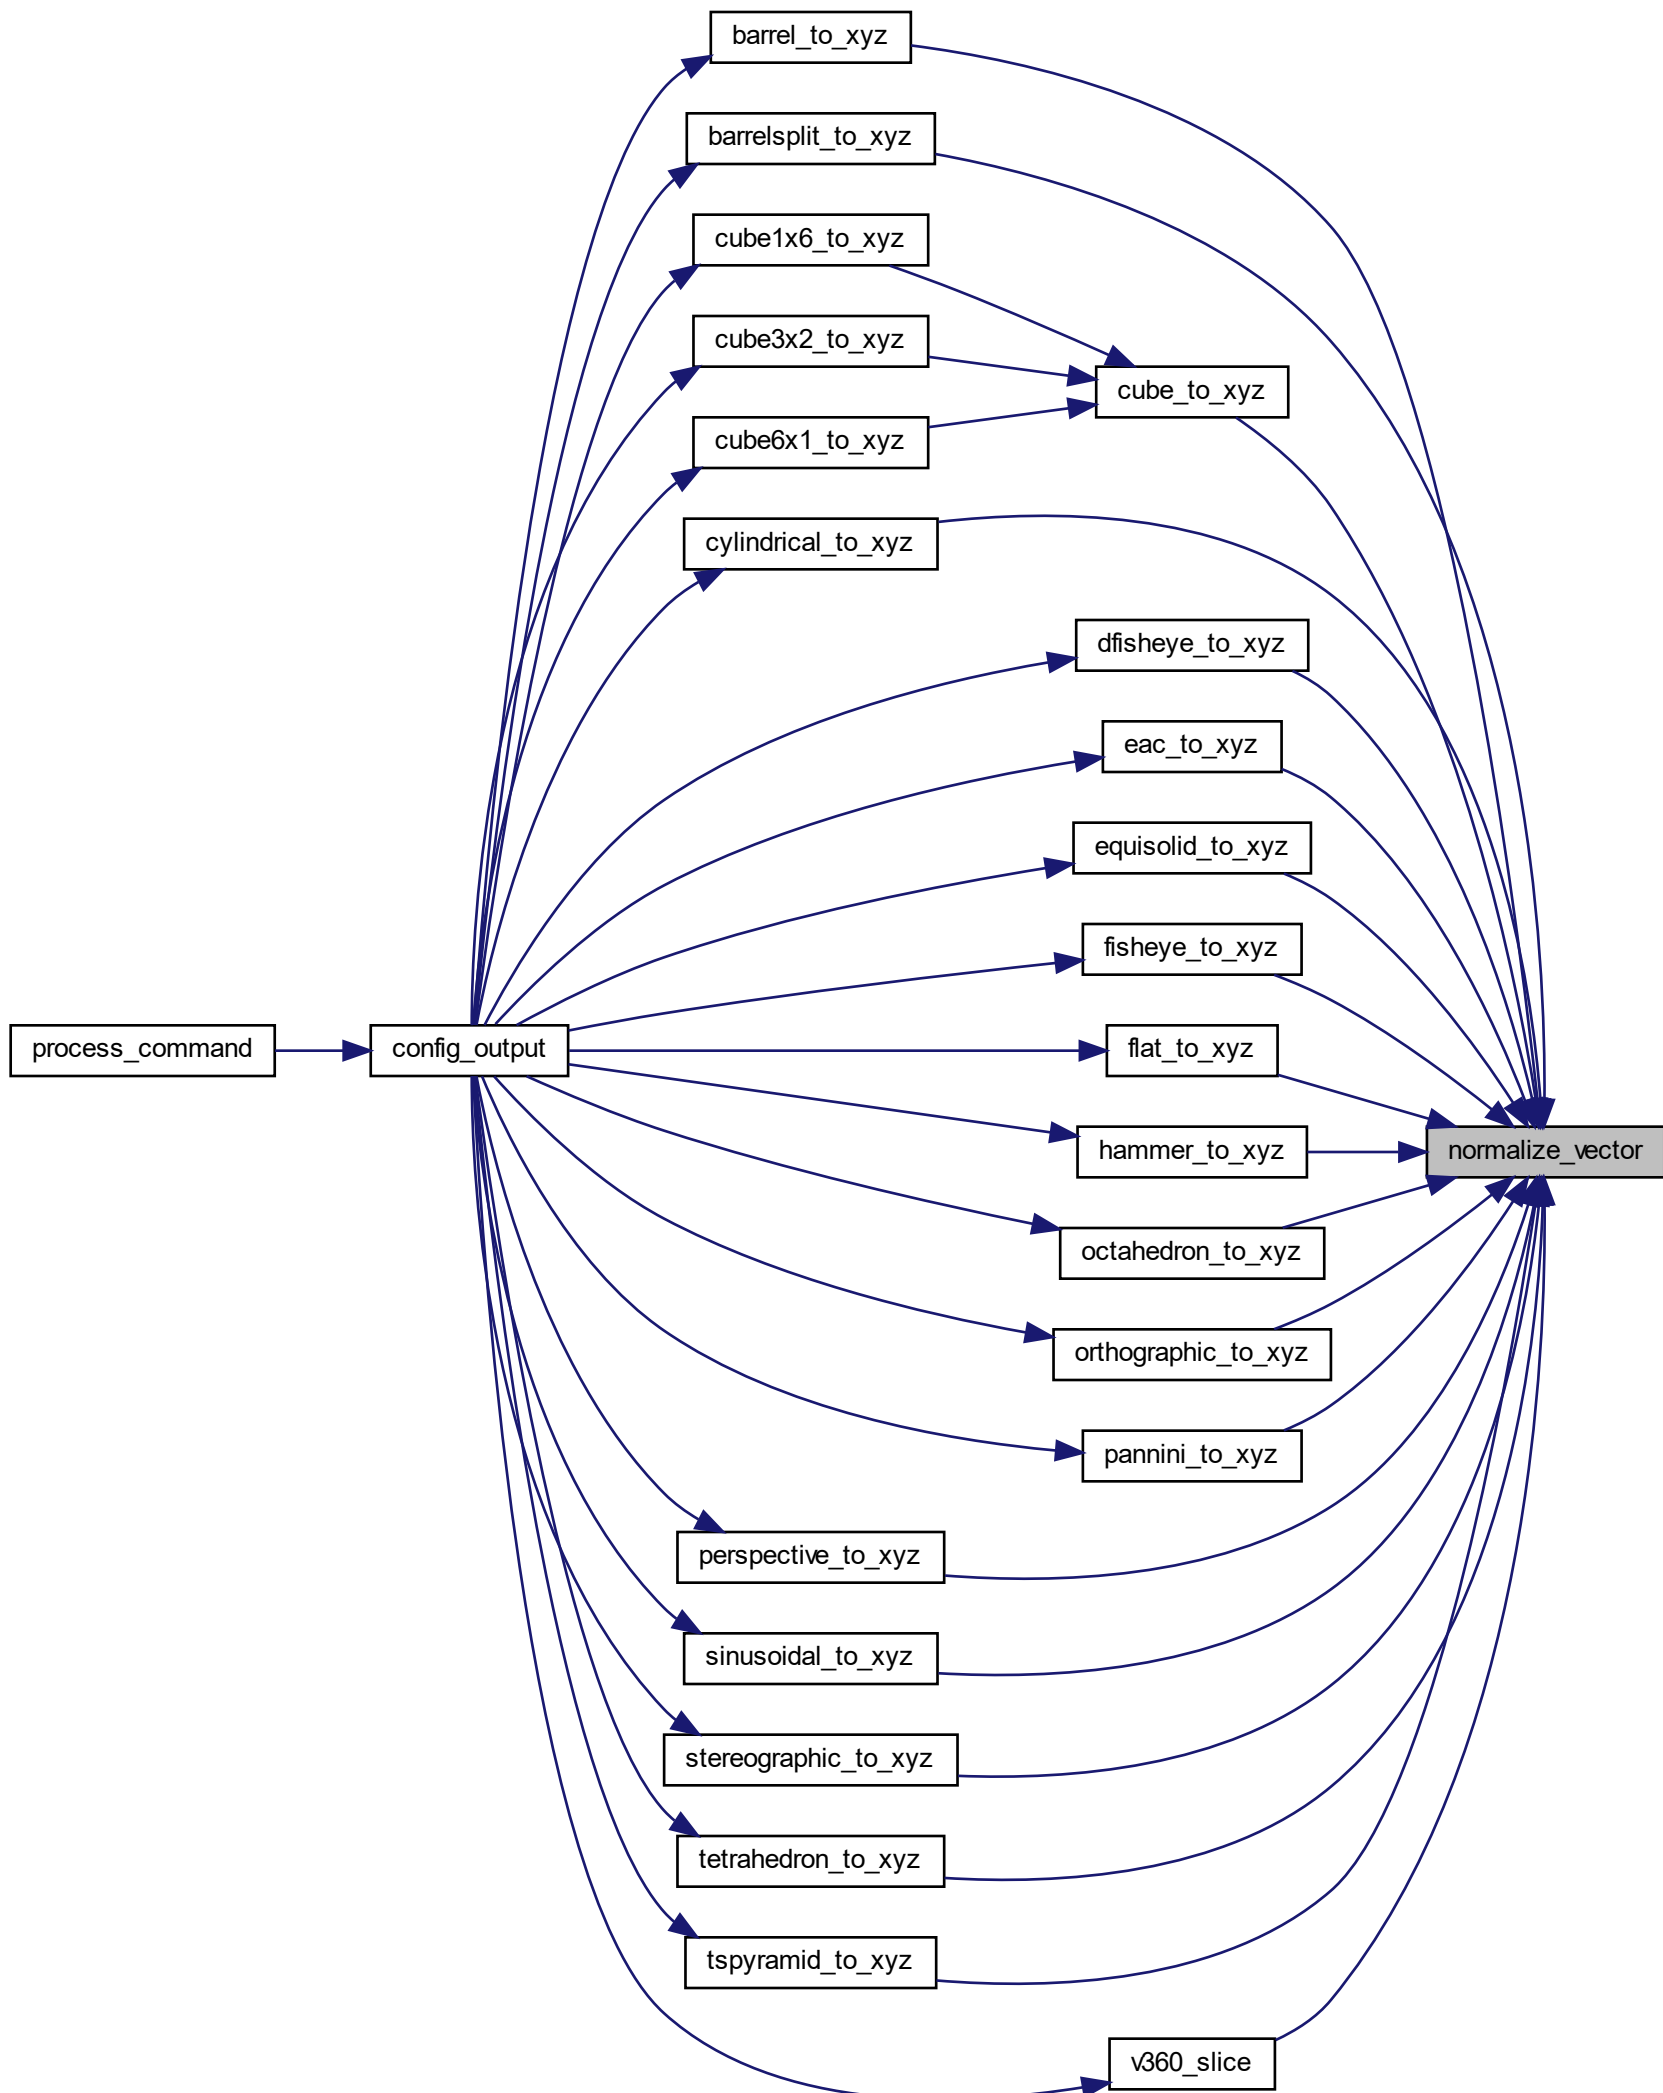 barrel_to_xyz
barrelsplit_to_xyz
cube1x6_to_xyz
cube3x2_to_xyz
cube_to_xyz
cube6x1_to_xyz
cylindrical_to_xyz
dfisheye_to_xyz
eac_to_xyz
equisolid_to_xyz
fisheye_to_xyz
process_command
config_output
flat_to_xyz
hammer_to_xyz
normalize_vector
octahedron_to_xyz
orthographic_to_xyz
pannini_to_xyz
perspective_to_xyz
sinusoidal_to_xyz
stereographic_to_xyz
tetrahedron_to_xyz
tspyramid_to_xyz
v360_slice